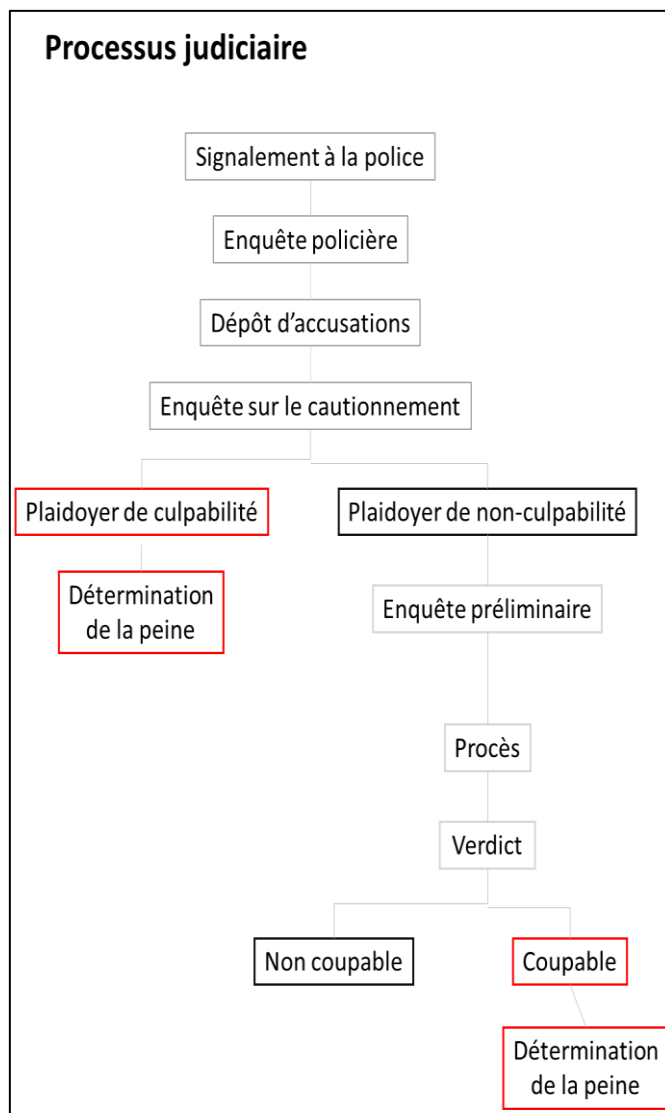 Processus judiciaire
Signalement à la police
Enquête policière
Dépôt d’accusations
Enquête sur le cautionnement
Plaidoyer de culpabilité
Plaidoyer de non-culpabilité
Détermination
de la peine
Enquête préliminaire
Procès
Verdict
Non coupable
Coupable
Détermination
de la peine